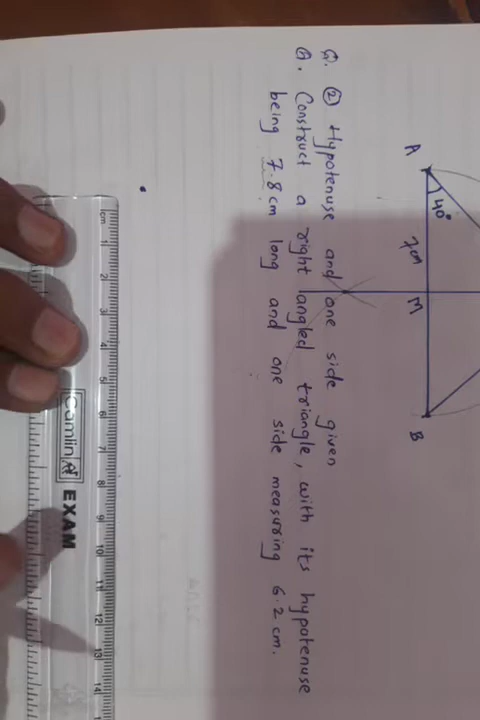 A
40°
7cm
M
B
Q. ② Hypotenuse and one side given
Q. Construct a right angled triangle, with its hypotenuse
being 7.8cm long and one side measuring 6.2 cm.
cm 1 2 3 4 5 6 7 8 9 10 11 12 13 14
Camlin
EXAM